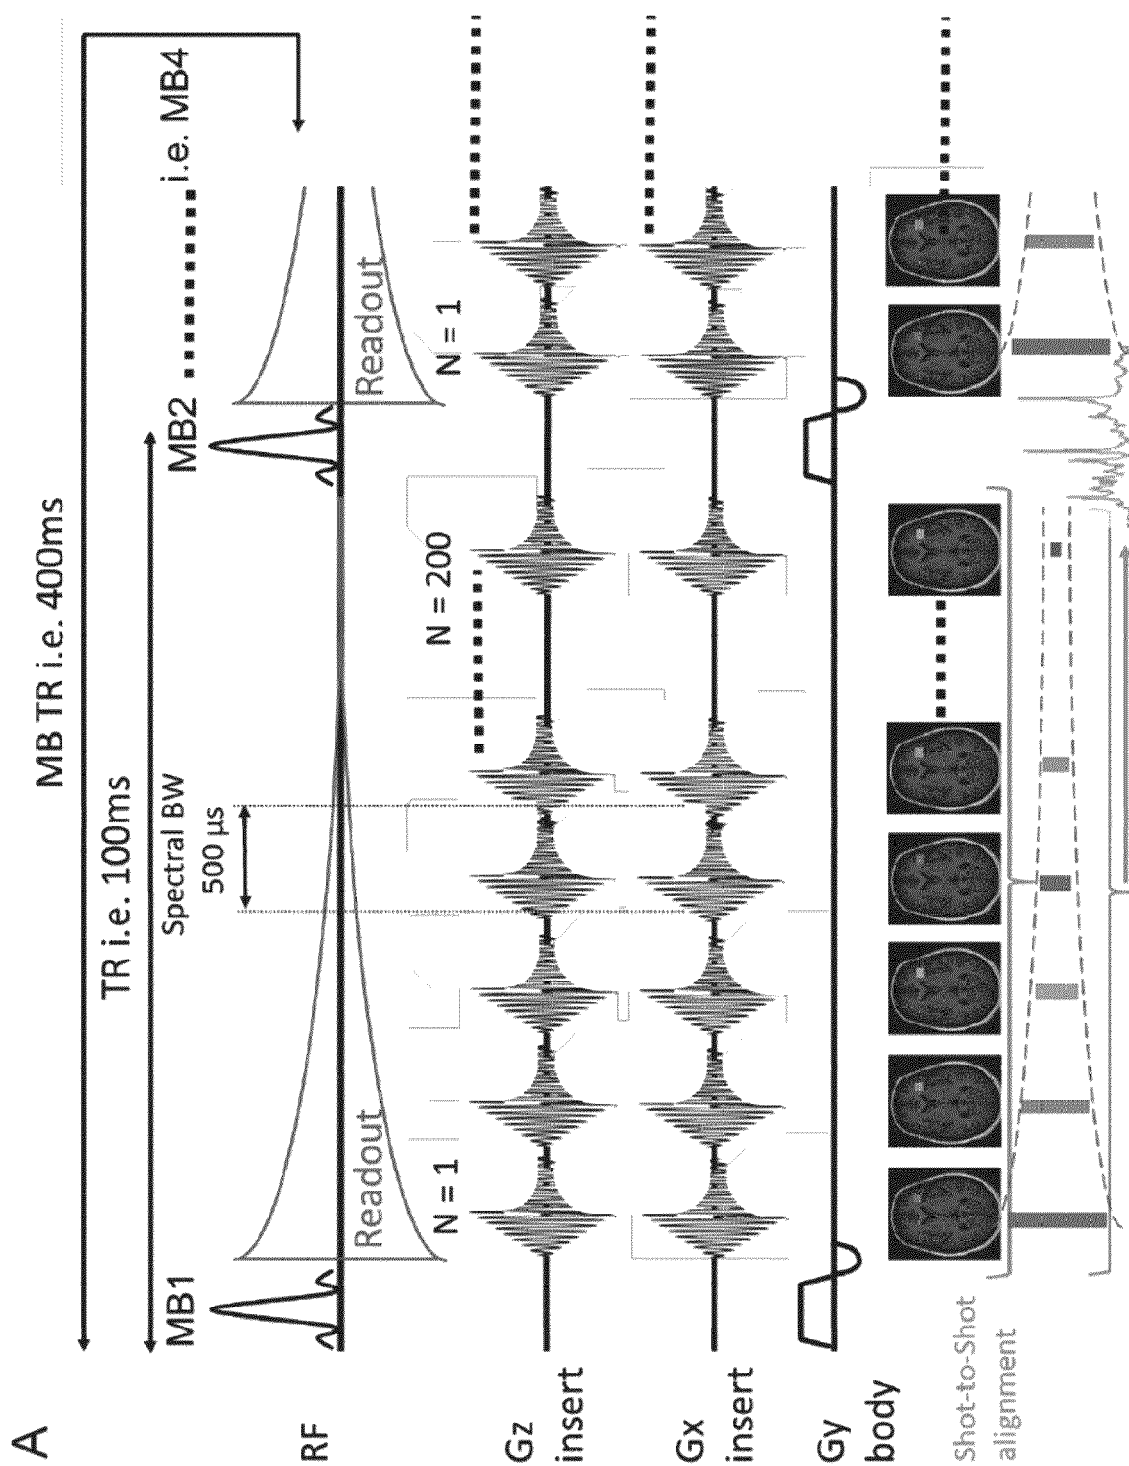 A
MB TR i.e. 400ms
TR i.e. 100ms
Spectral BW
500 µs
MB1
MB2
i.e. MB4
RF
Readout
Readout
N = 1
N = 200
N = 1
Gz
insert
Gx
insert
Gy
body
Shot-to-Shot
alignment